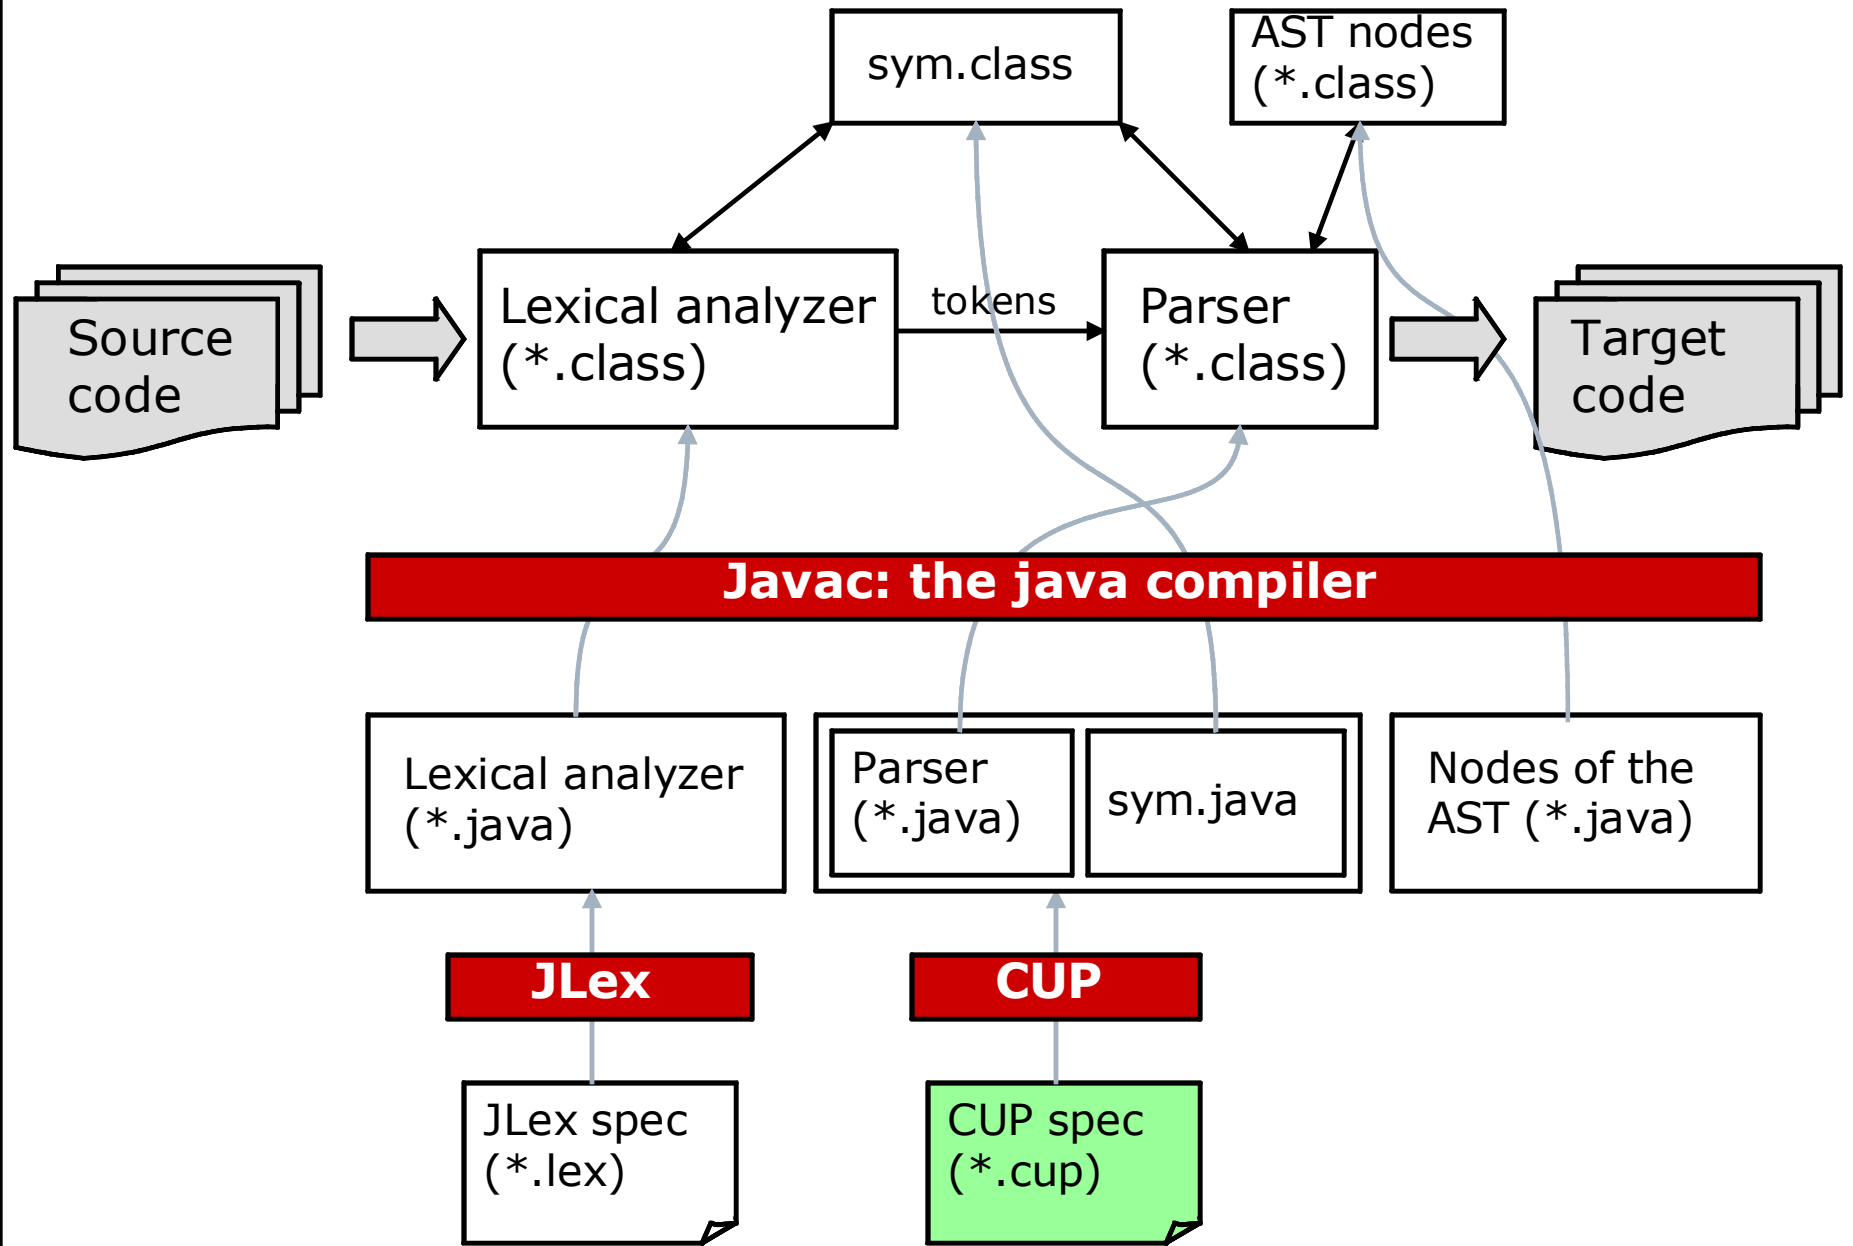 sym.class
AST nodes
(*.class)
Source
code
Lexical analyzer
(*.class)
tokens
Parser
(*.class)
Target
code
Javac: the java compiler
Lexical analyzer
(*.java)
Parser
(*.java)
sym.java
Nodes of the
AST (*.java)
JLex
CUP
JLex spec
(*.lex)
CUP spec
(*.cup)